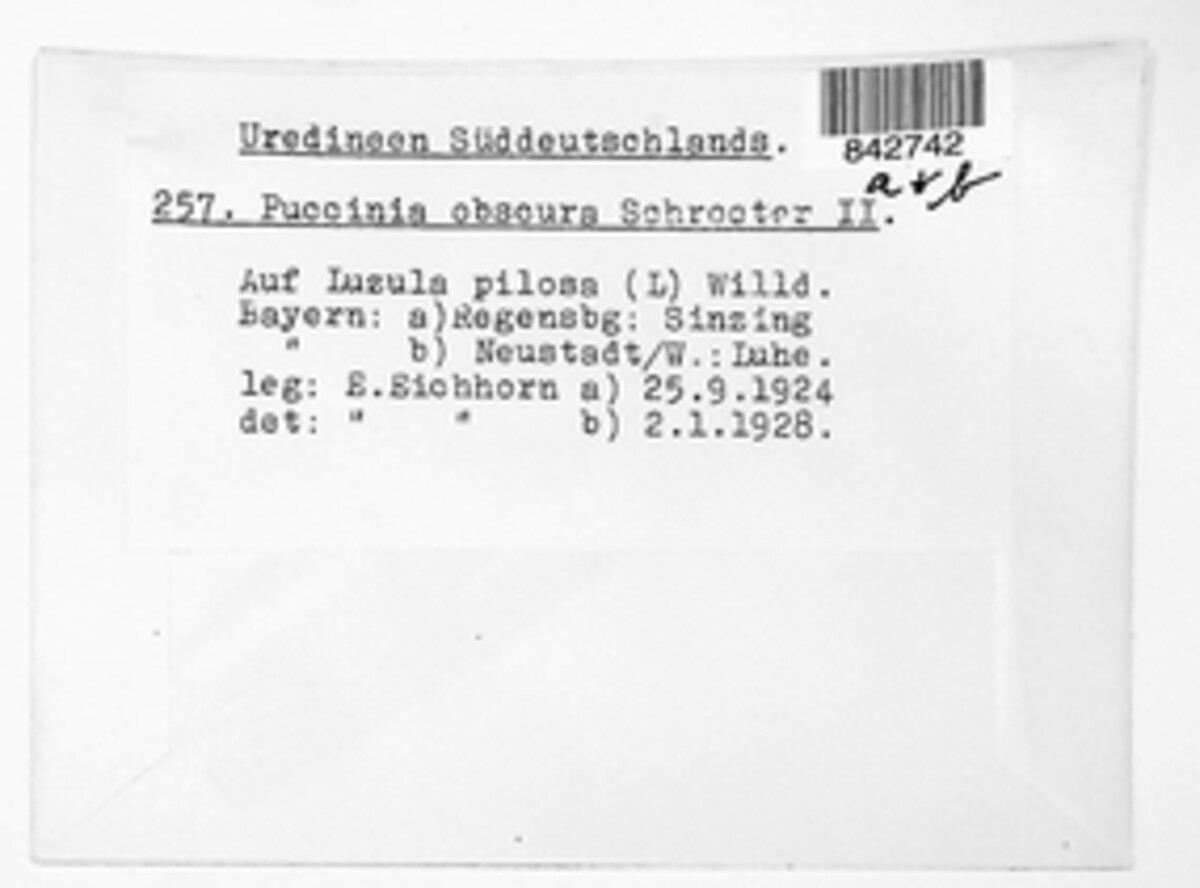 Uredineen Süddeutschlands.
842742
a + b
257. Puccinia obscura Schroeter II.
Auf Luzula pilosa (L) Willd.
Bayern: a)Regensbg: Sinzing
" b) Neustadt/W.:Luhe.
leg: E.Eichhorn a) 25.9.1924
det: " " b) 2.1.1928.